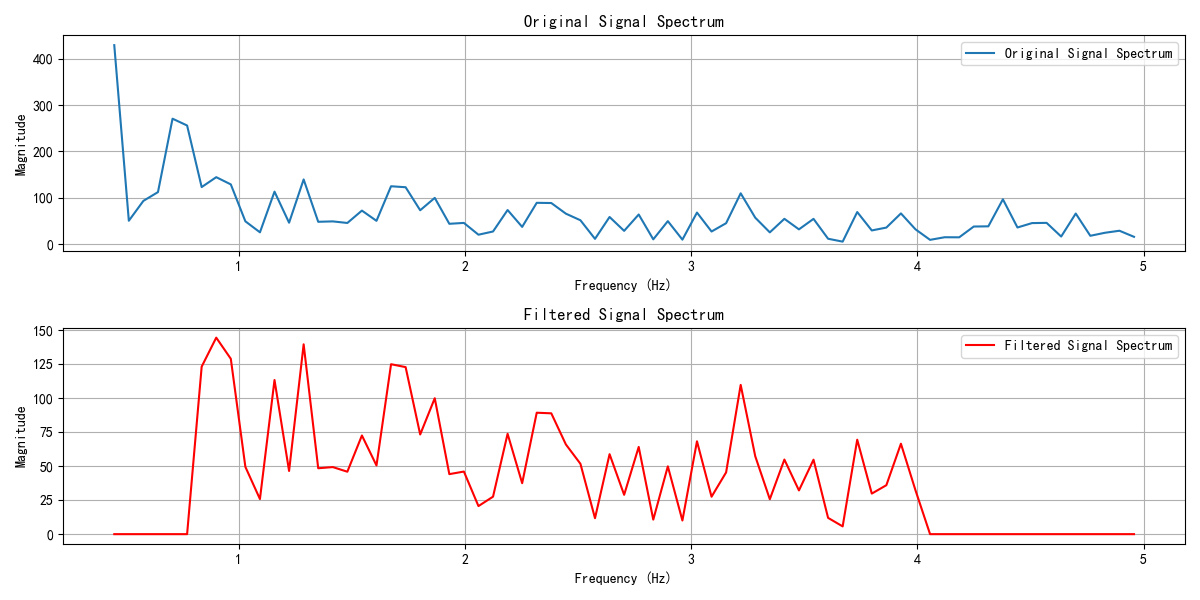 Original Signal Spectrum
Original Signal Spectrum
Magnitude
400
300
200
100
0
1 2 3 4 5
Frequency (Hz)
Filtered Signal Spectrum
Filtered Signal Spectrum
Magnitude
150
125
100
75
50
25
0
1 2 3 4 5
Frequency (Hz)